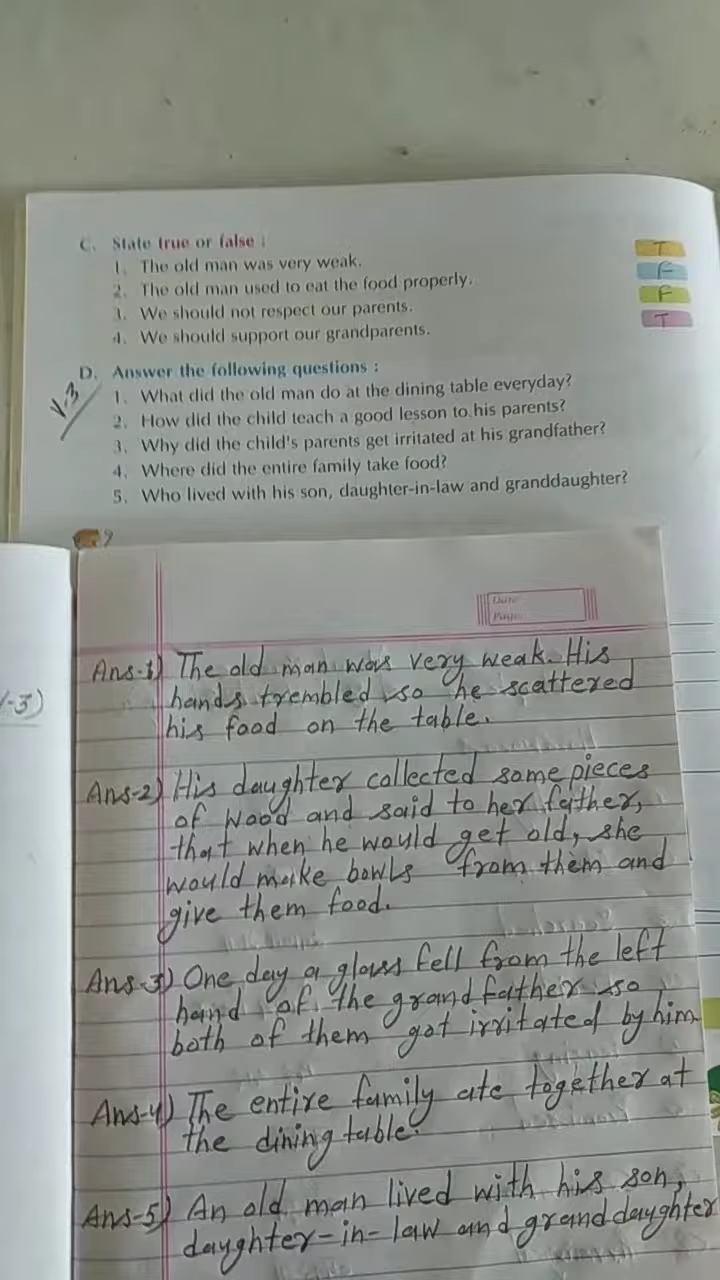 C. State true or false :
1. The old man was very weak.
T
2. The old man used to eat the food properly.
F
3. We should not respect our parents.
F
4. We should support our grandparents.
T
D. Answer the following questions :
1. What did the old man do at the dining table everyday?
2. How did the child teach a good lesson to his parents?
3. Why did the child's parents get irritated at his grandfather?
4. Where did the entire family take food?
5. Who lived with his son, daughter-in-law and granddaughter?
Date
Page
Ans-1) The old man was very weak. His
hands trembled so he scattered
his food on the table.
-3)
Ans-2) His daughter collected some pieces
of wood and said to her father,
that when he would get old, she
would make bowls from them and
give them food.
Ans-3) One day a glass fell from the left
hand of the grandfather so
both of them got irritated by him
Ans-4) The entire family ate together at
the dining table.
Ans-5) An old man lived with his son,
daughter-in-law and granddaughter